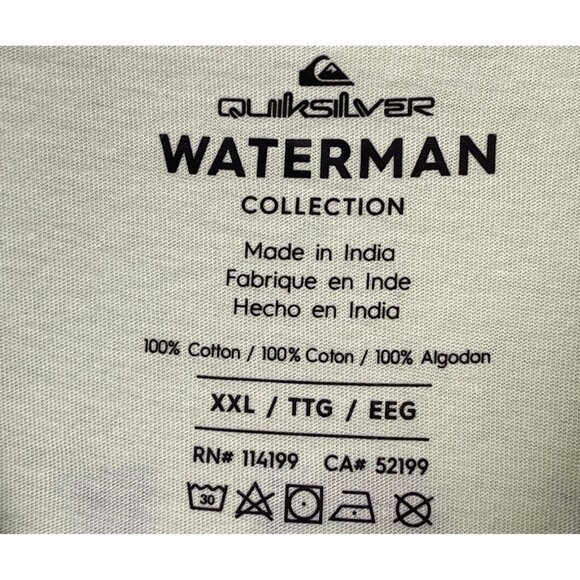 QUIKSILVER
WATERMAN
COLLECTION
Made in India
Fabrique en Inde
Hecho en India
100% Cotton / 100% Coton / 100% Algodon
XXL / TTG / EEG
RN# 114199 CA# 52199
30